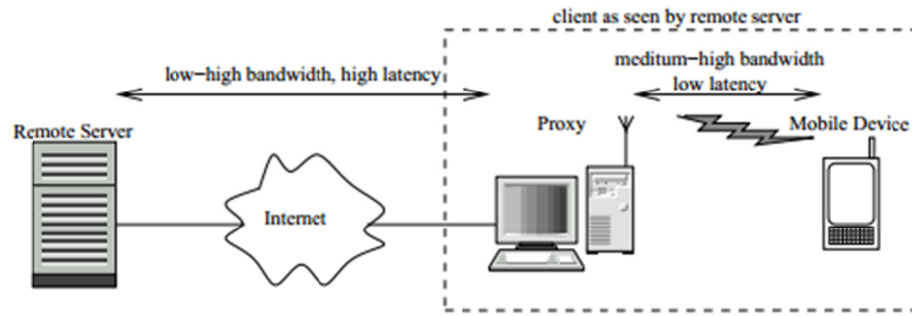 client as seen by remote server
low-high bandwidth, high latency
meditum-high bandwidth
low latency
Remote Server
Proxy
Mobile Device
Internet